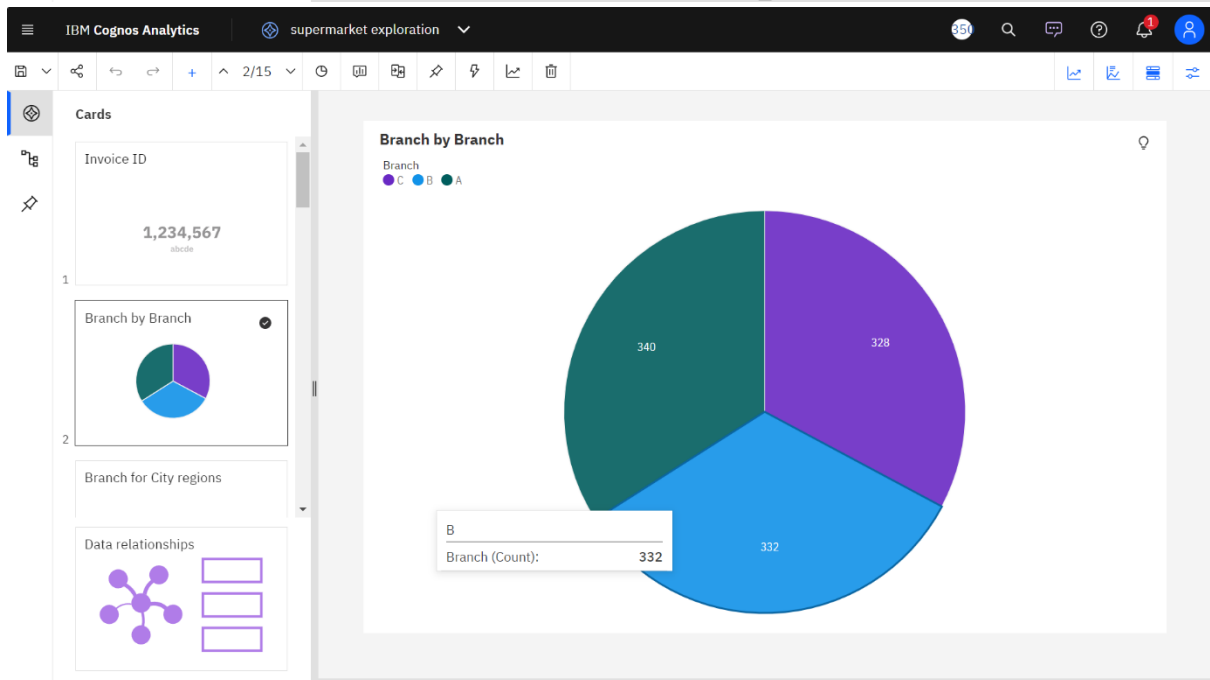 IBM Cognos Analytics
supermarket exploration
350
1
2/15
Cards
Invoice ID
1,234,567
abcde
1
Branch by Branch
2
Branch for City regions
Data relationships
Branch by Branch
Branch
C B A
340
328
332
B
Branch (Count): 332